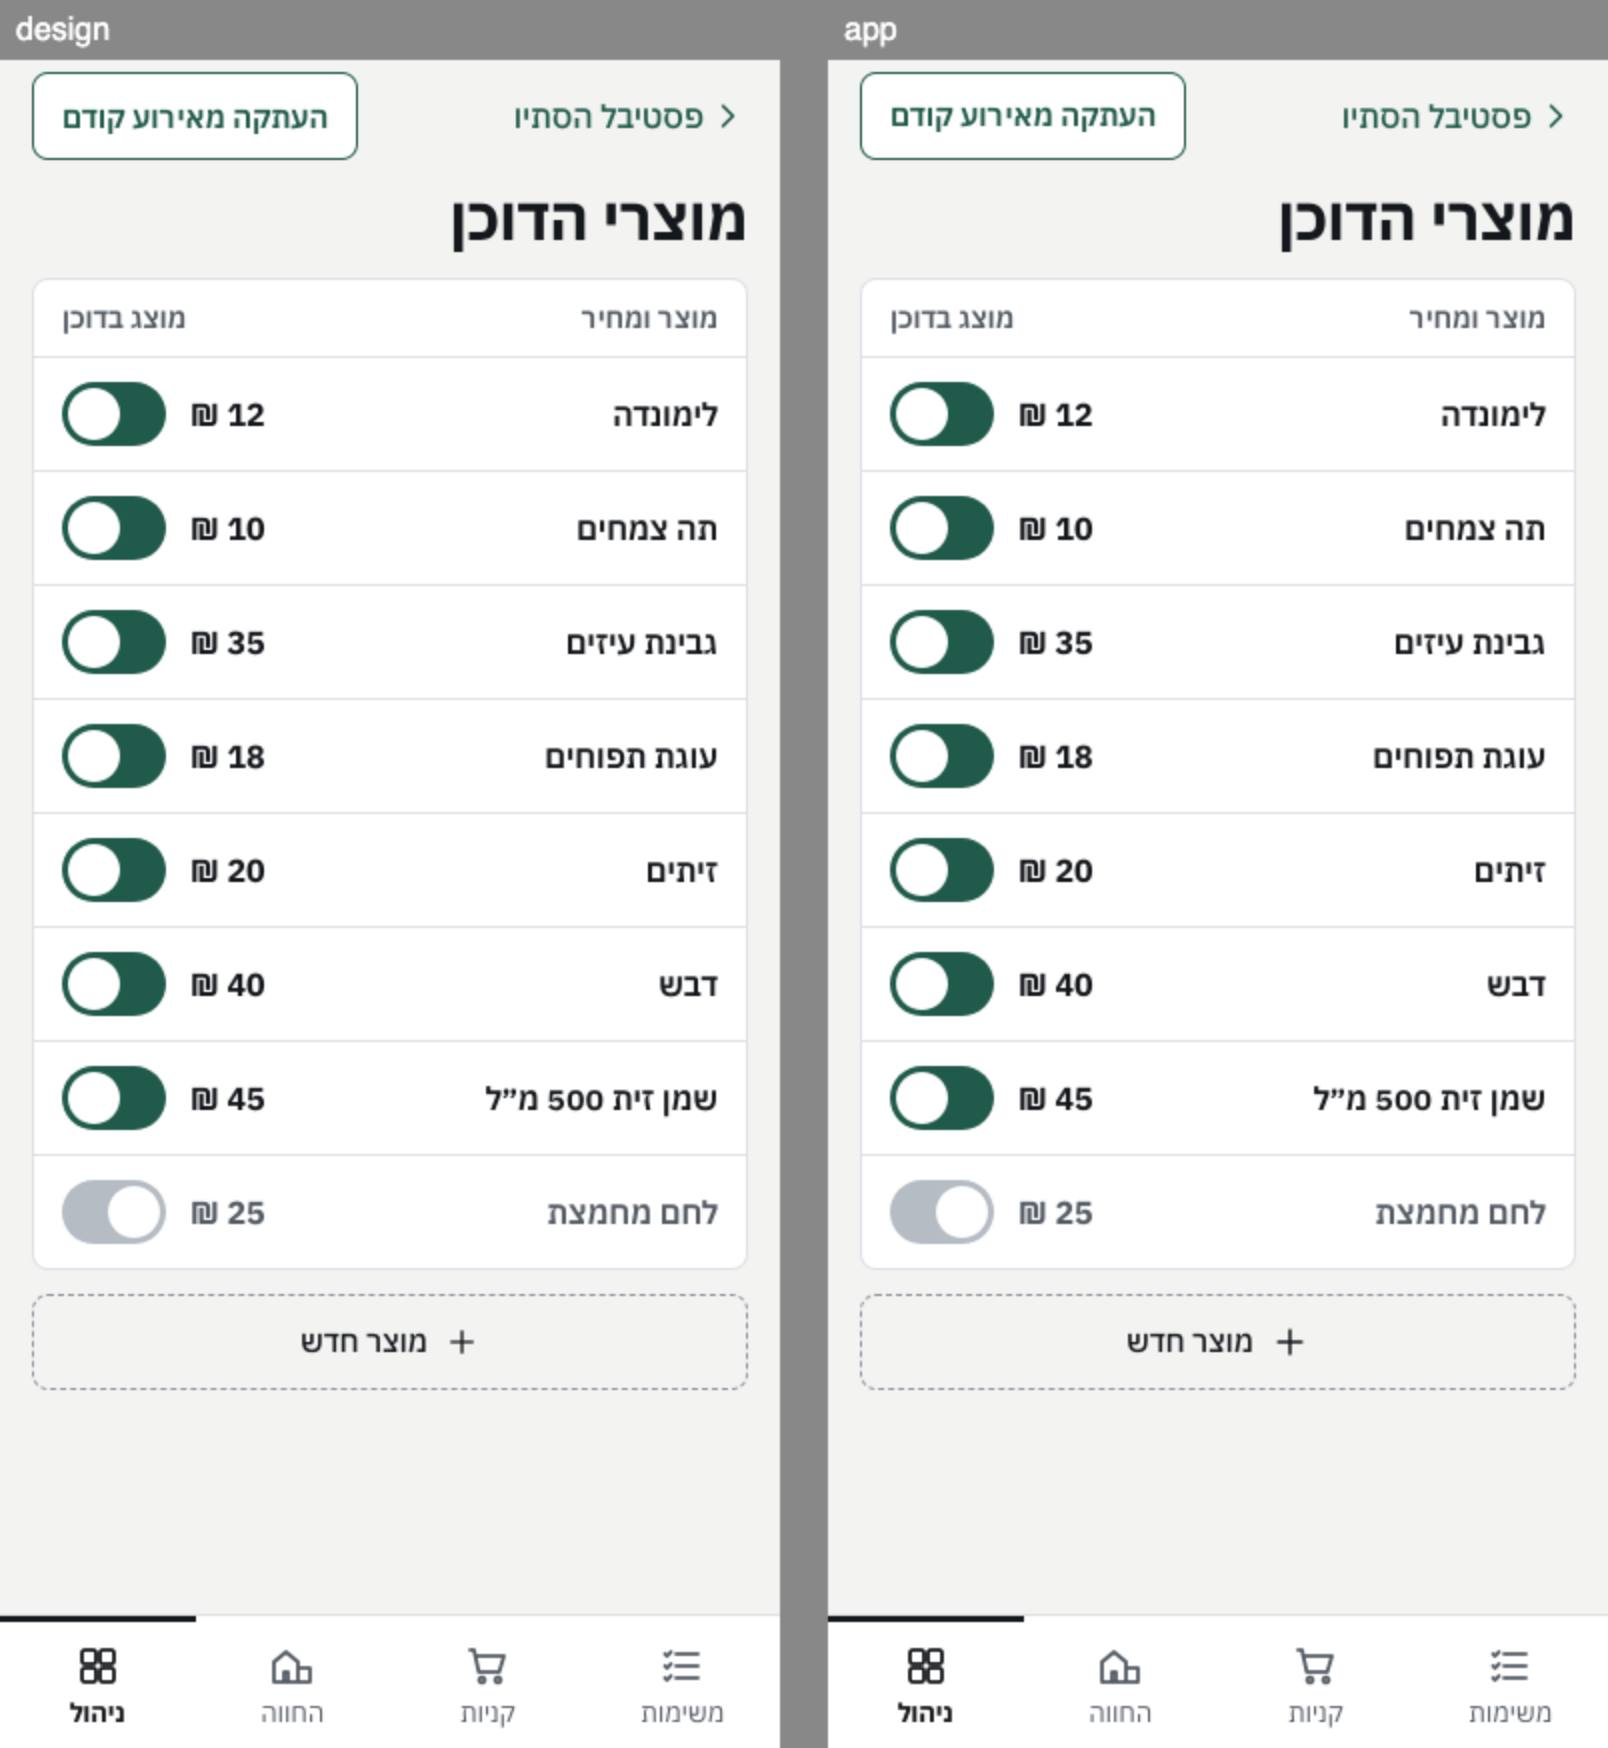 design
פסטיבל הסתיו
העתקה מאירוע קודם
מוצרי הדוכן
מוצר ומחיר מוצג בדוכן
לימונדה 12 ₪
תה צמחים 10 ₪
גבינת עיזים 35 ₪
עוגת תפוחים 18 ₪
זיתים 20 ₪
דבש 40 ₪
שמן זית 500 מ”ל 45 ₪
לחם מחמצת 25 ₪
+ מוצר חדש
משימות קניות החווה ניהול
app
פסטיבל הסתיו
העתקה מאירוע קודם
מוצרי הדוכן
מוצר ומחיר מוצג בדוכן
לימונדה 12 ₪
תה צמחים 10 ₪
גבינת עיזים 35 ₪
עוגת תפוחים 18 ₪
זיתים 20 ₪
דבש 40 ₪
שמן זית 500 מ”ל 45 ₪
לחם מחמצת 25 ₪
+ מוצר חדש
משימות קניות החווה ניהול